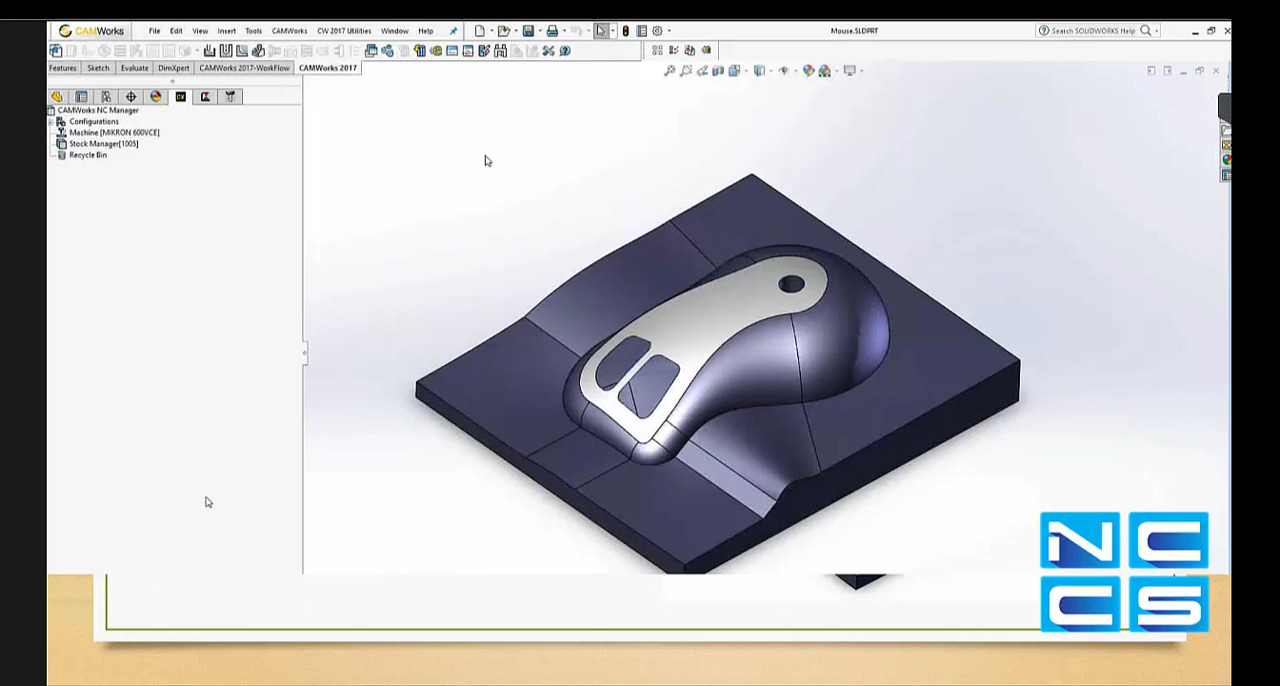 CAMWorks File Edit View Insert Tools CAMWorks CW 2017 Utilities Window Help Mouse.SLDPRT Search SOLIDWORKS Help
Features Sketch Evaluate DimXpert CAMWorks 2017-WorkFlow CAMWorks 2017
CAMWorks NC Manager
Configurations
Machine [MIKRON 600VCE]
Stock Manager[1005]
Recycle Bin
NC
CS